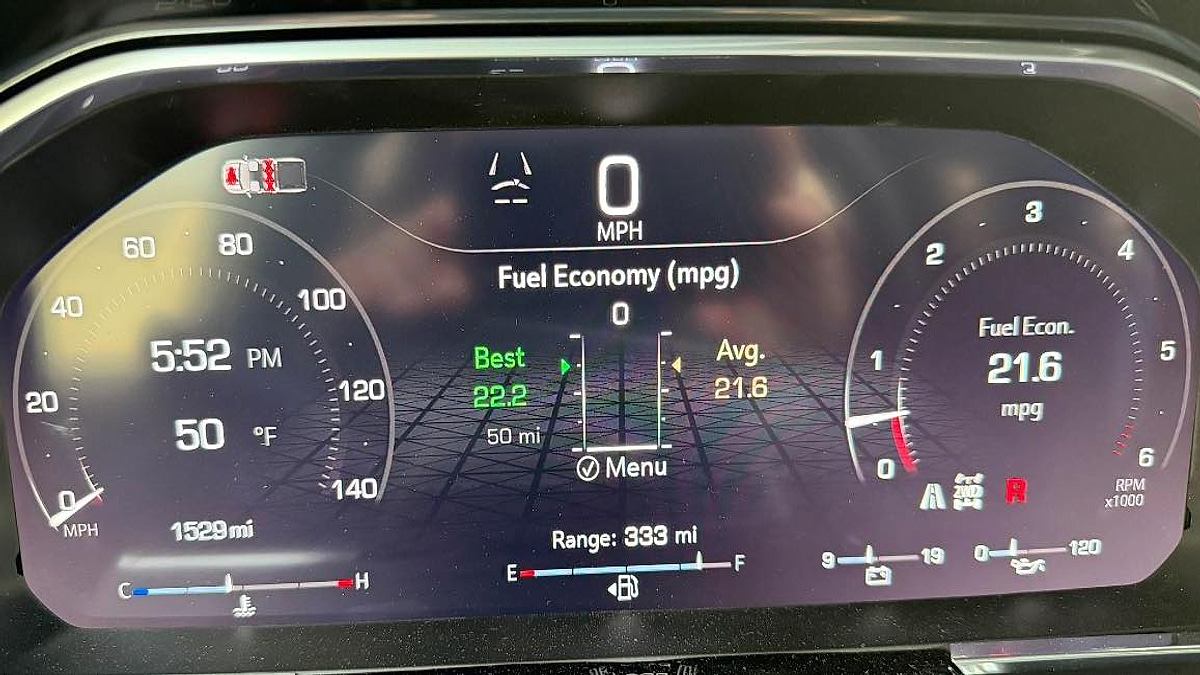 0
MPH
Fuel Economy (mpg)
0
Best
22.2
50 mi
Avg.
21.6
Menu
0
20
40
60
80
100
120
140
MPH
5:52 PM
50 °F
1529 mi
C H
Range: 333 mi
E F
0
1
2
3
4
5
6
RPM
x1000
Fuel Econ.
21.6
mpg
2WD
R
9 19
0 120